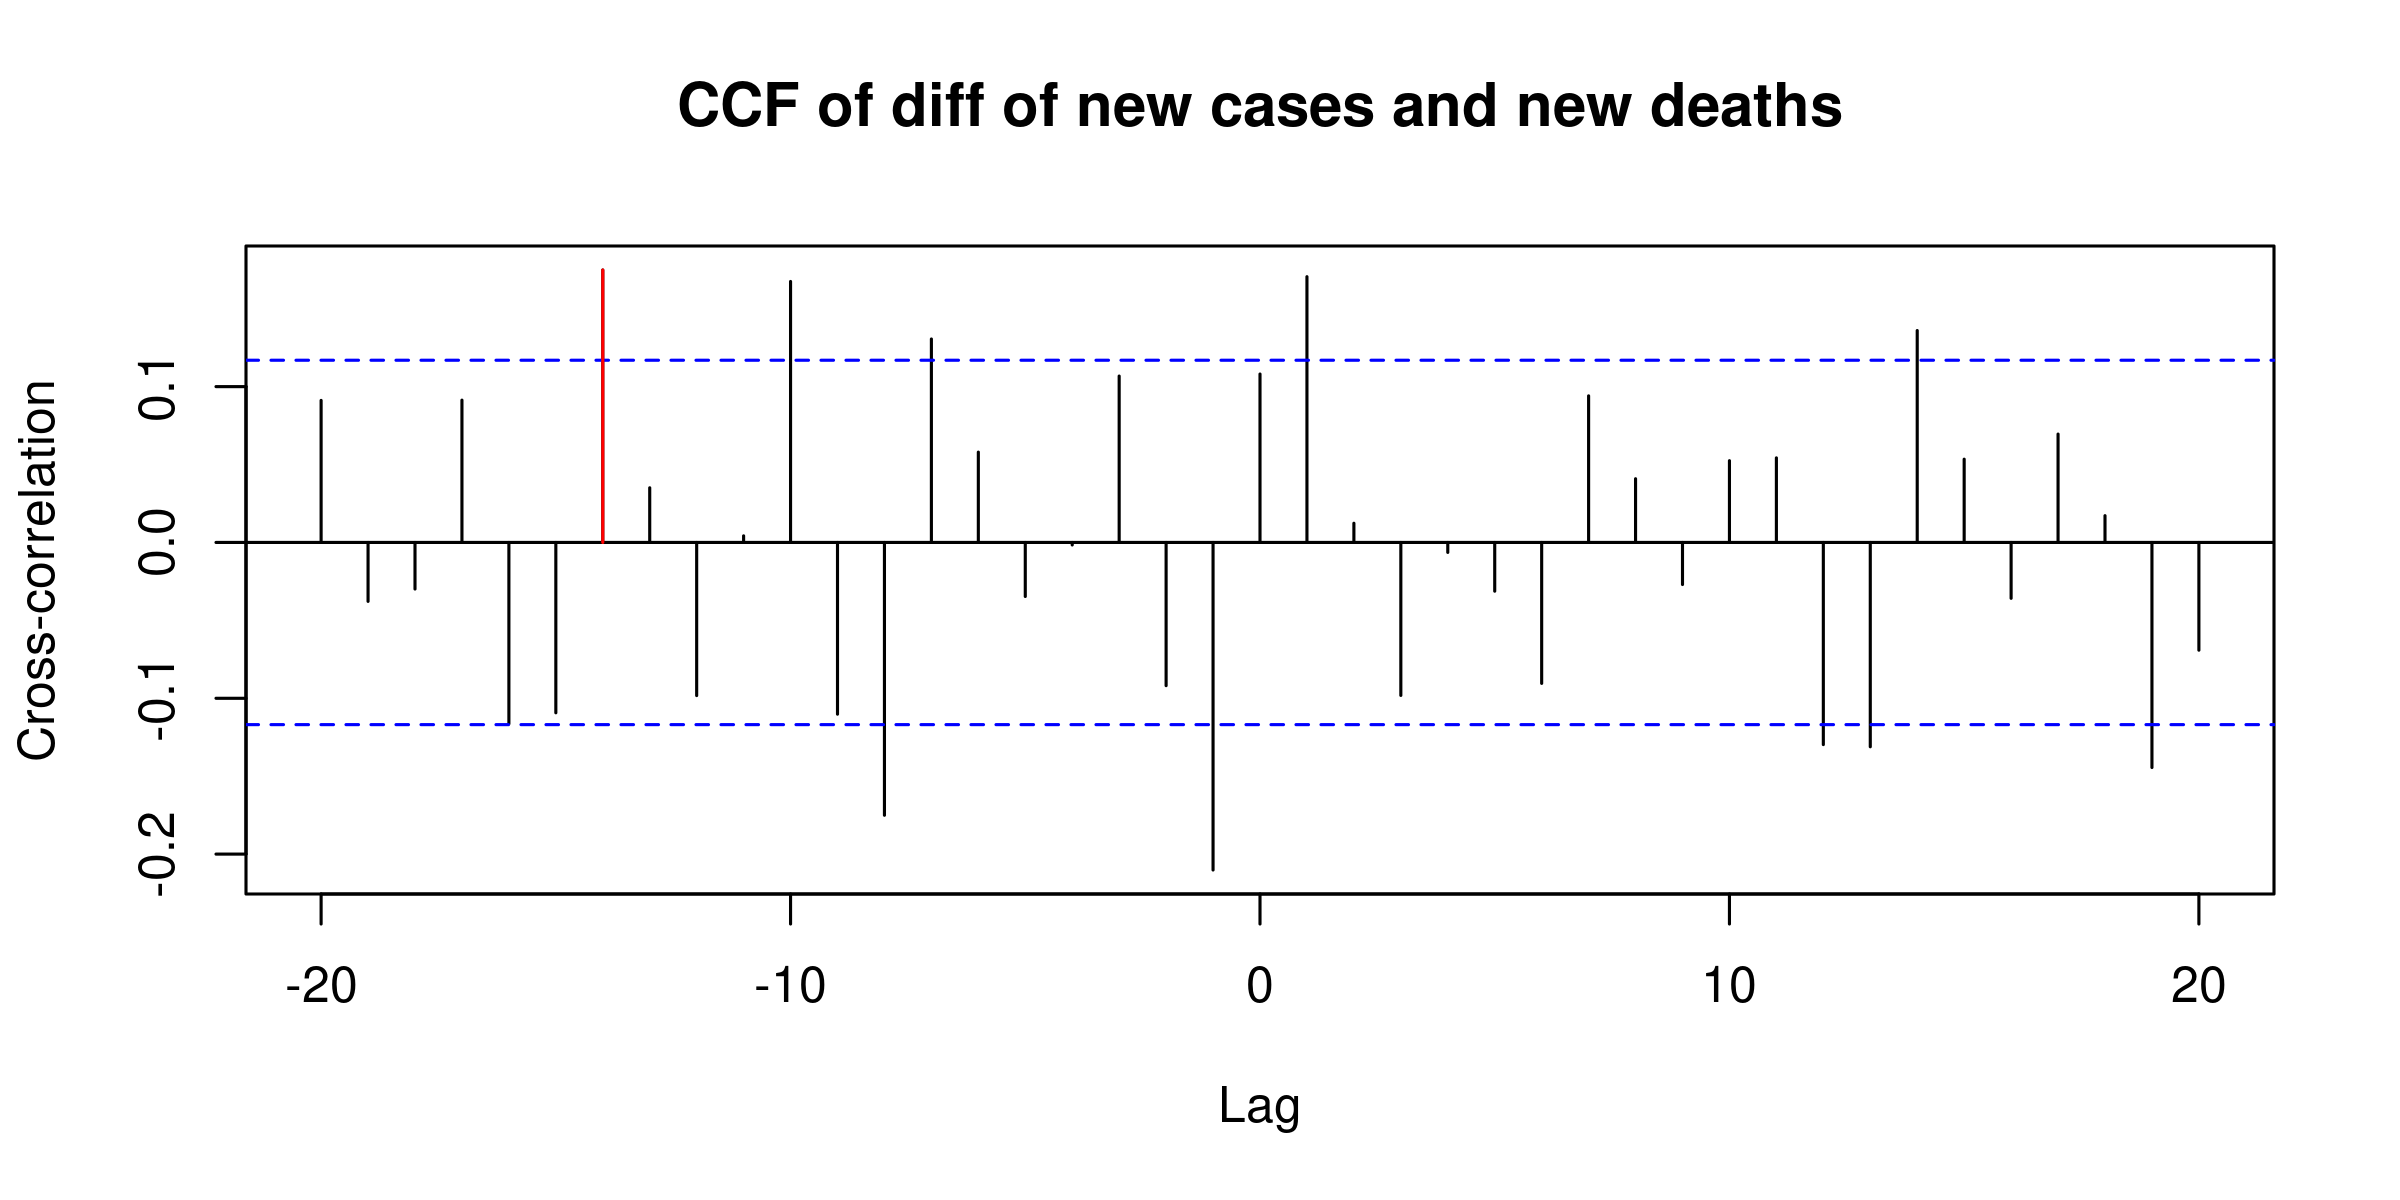 CCF of diff of new cases and new deaths
Cross-correlation
0.1
0.0
-0.1
-0.2
-20 -10 0 10 20
Lag